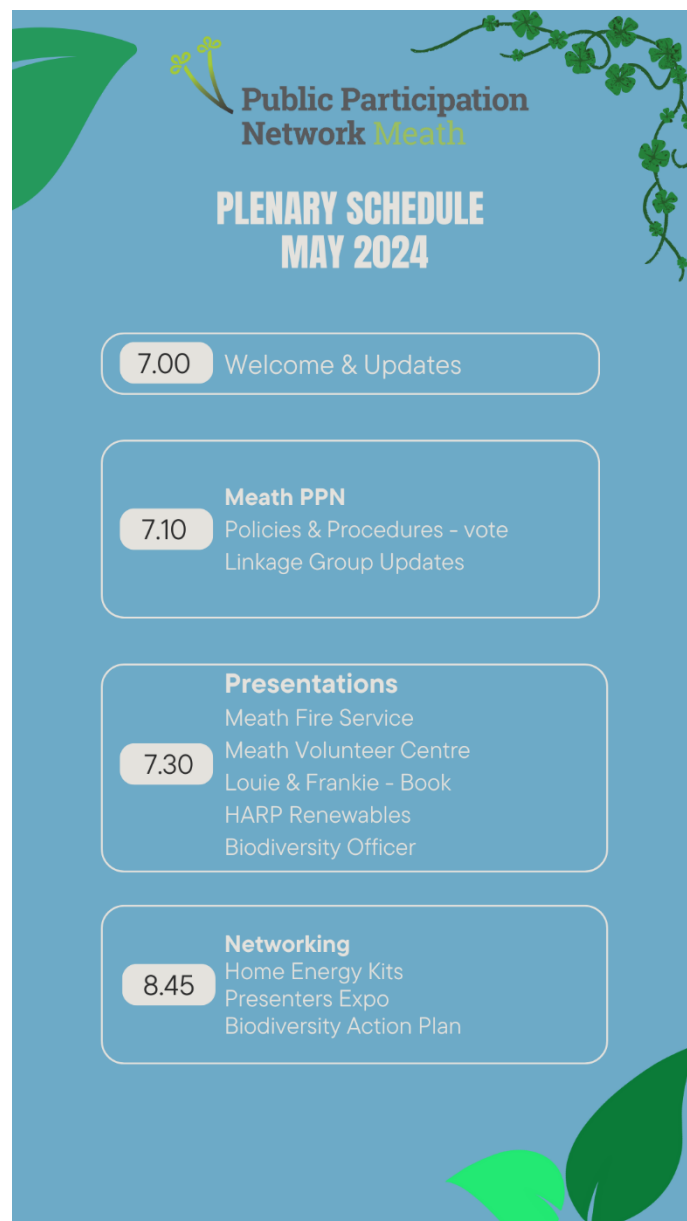 Public Participation
Network Meath
PLENARY SCHEDULE
MAY 2024
7.00 Welcome & Updates
Meath PPN
7.10 Policies & Procedures - vote
Linkage Group Updates
Presentations
Meath Fire Service
7.30 Meath Volunteer Centre
Louie & Frankie - Book
HARP Renewables
Biodiversity Officer
Networking
8.45 Home Energy Kits
Presenters Expo
Biodiversity Action Plan